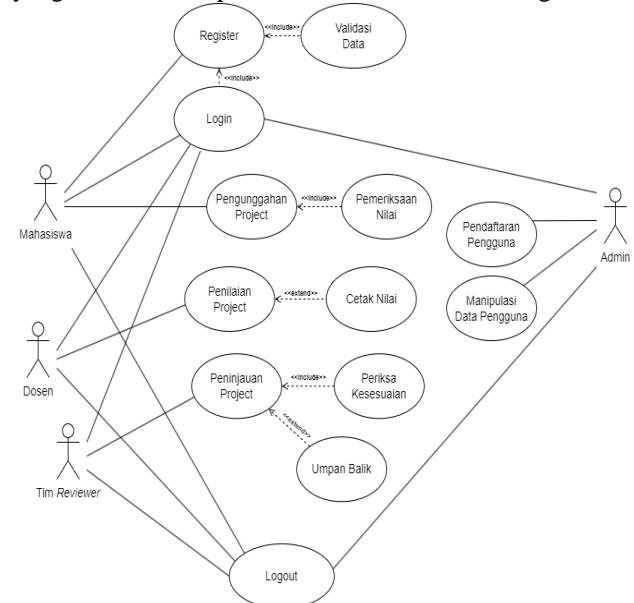 Register
<<include>>
Validasi
Data
<<include>>
Login
Mahasiswa
Pengunggahan
Project
<<include>>
Pemeriksaan
Nilai
Pendaftaran
Pengguna
Admin
Penilaian
Project
<<extend>>
Cetak Nilai
Manipulasi
Data Pengguna
Dosen
Peninjauan
Project
<<include>>
Periksa
Kesesuaian
<<extend>>
Umpan Balik
Tim Reviewer
Logout